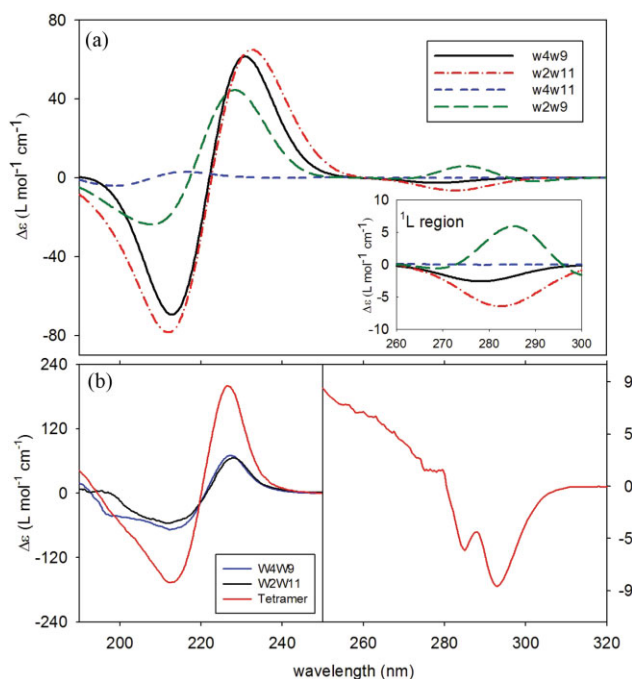 (a)
80
40
0
-40
-80
Δε (L mol⁻¹ cm⁻¹)
w4w9
w2w11
w4w11
w2w9
¹L region
10
5
0
-5
-10
Δε (L mol⁻¹ cm⁻¹)
260 270 280 290 300
(b)
240
120
0
-120
-240
Δε (L mol⁻¹ cm⁻¹)
W4W9
W2W11
Tetramer
9
5
0
-5
-9
200 220 240 260 280 300 320
wavelength (nm)